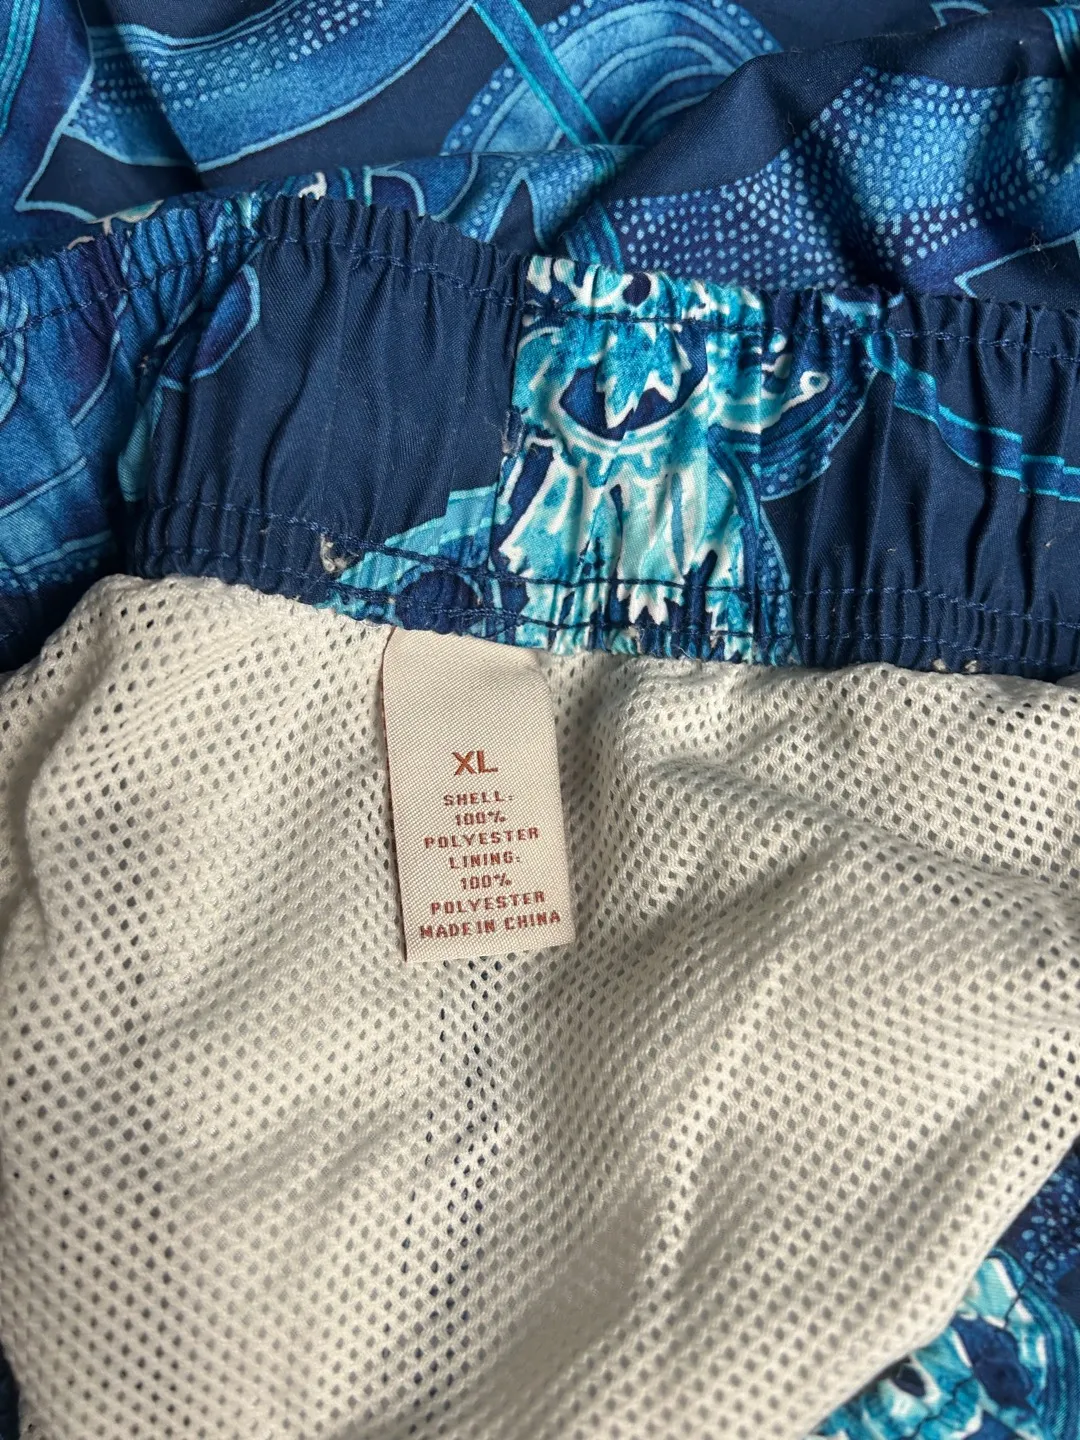 XL
SHELL:
100%
POLYESTER
LINING:
100%
POLYESTER
MADE IN CHINA